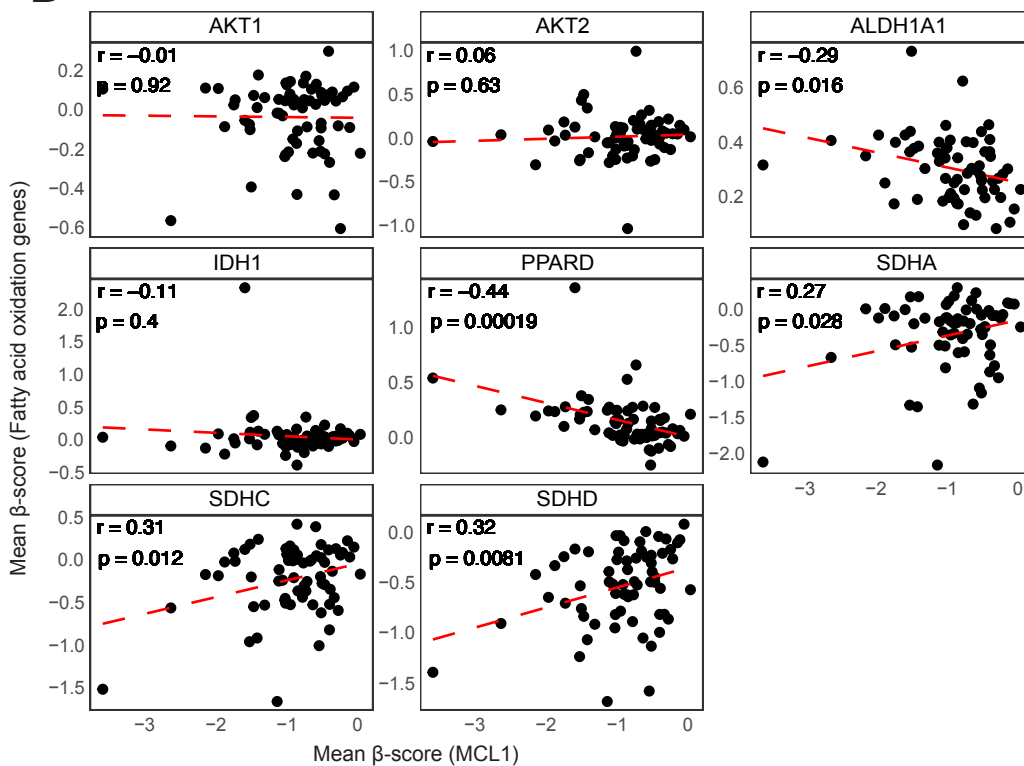 AKT1
AKT2
ALDH1A1
r = −0.01
p = 0.92
r = 0.06
p = 0.63
r = −0.29
p = 0.016
0.2
0.0
−0.2
−0.4
−0.6
1.0
0.5
0.0
−0.5
−1.0
0.6
0.4
0.2
IDH1
PPARD
SDHA
r = −0.11
p = 0.4
r = −0.44
p = 0.00019
r = 0.27
p = 0.028
2.0
1.5
1.0
0.5
0.0
−0.5
1.0
0.5
0.0
0.0
−0.5
−1.0
−1.5
−2.0
−3
−2
−1
0
SDHC
SDHD
r = 0.31
p = 0.012
r = 0.32
p = 0.0081
0.5
0.0
−0.5
−1.0
−1.5
0.0
−0.5
−1.0
−1.5
−3
−2
−1
0
−3
−2
−1
0
Mean β-score (MCL1)
Mean β-score (Fatty acid oxidation genes)